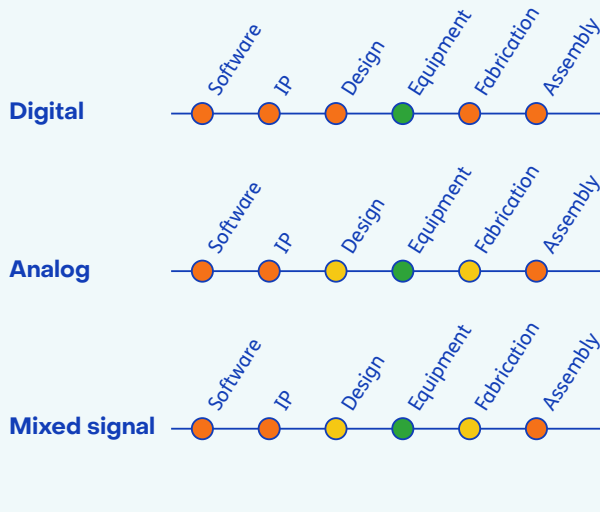 Software IP Design Equipment Fabrication Assembly
Digital
Software IP Design Equipment Fabrication Assembly
Analog
Software IP Design Equipment Fabrication Assembly
Mixed signal